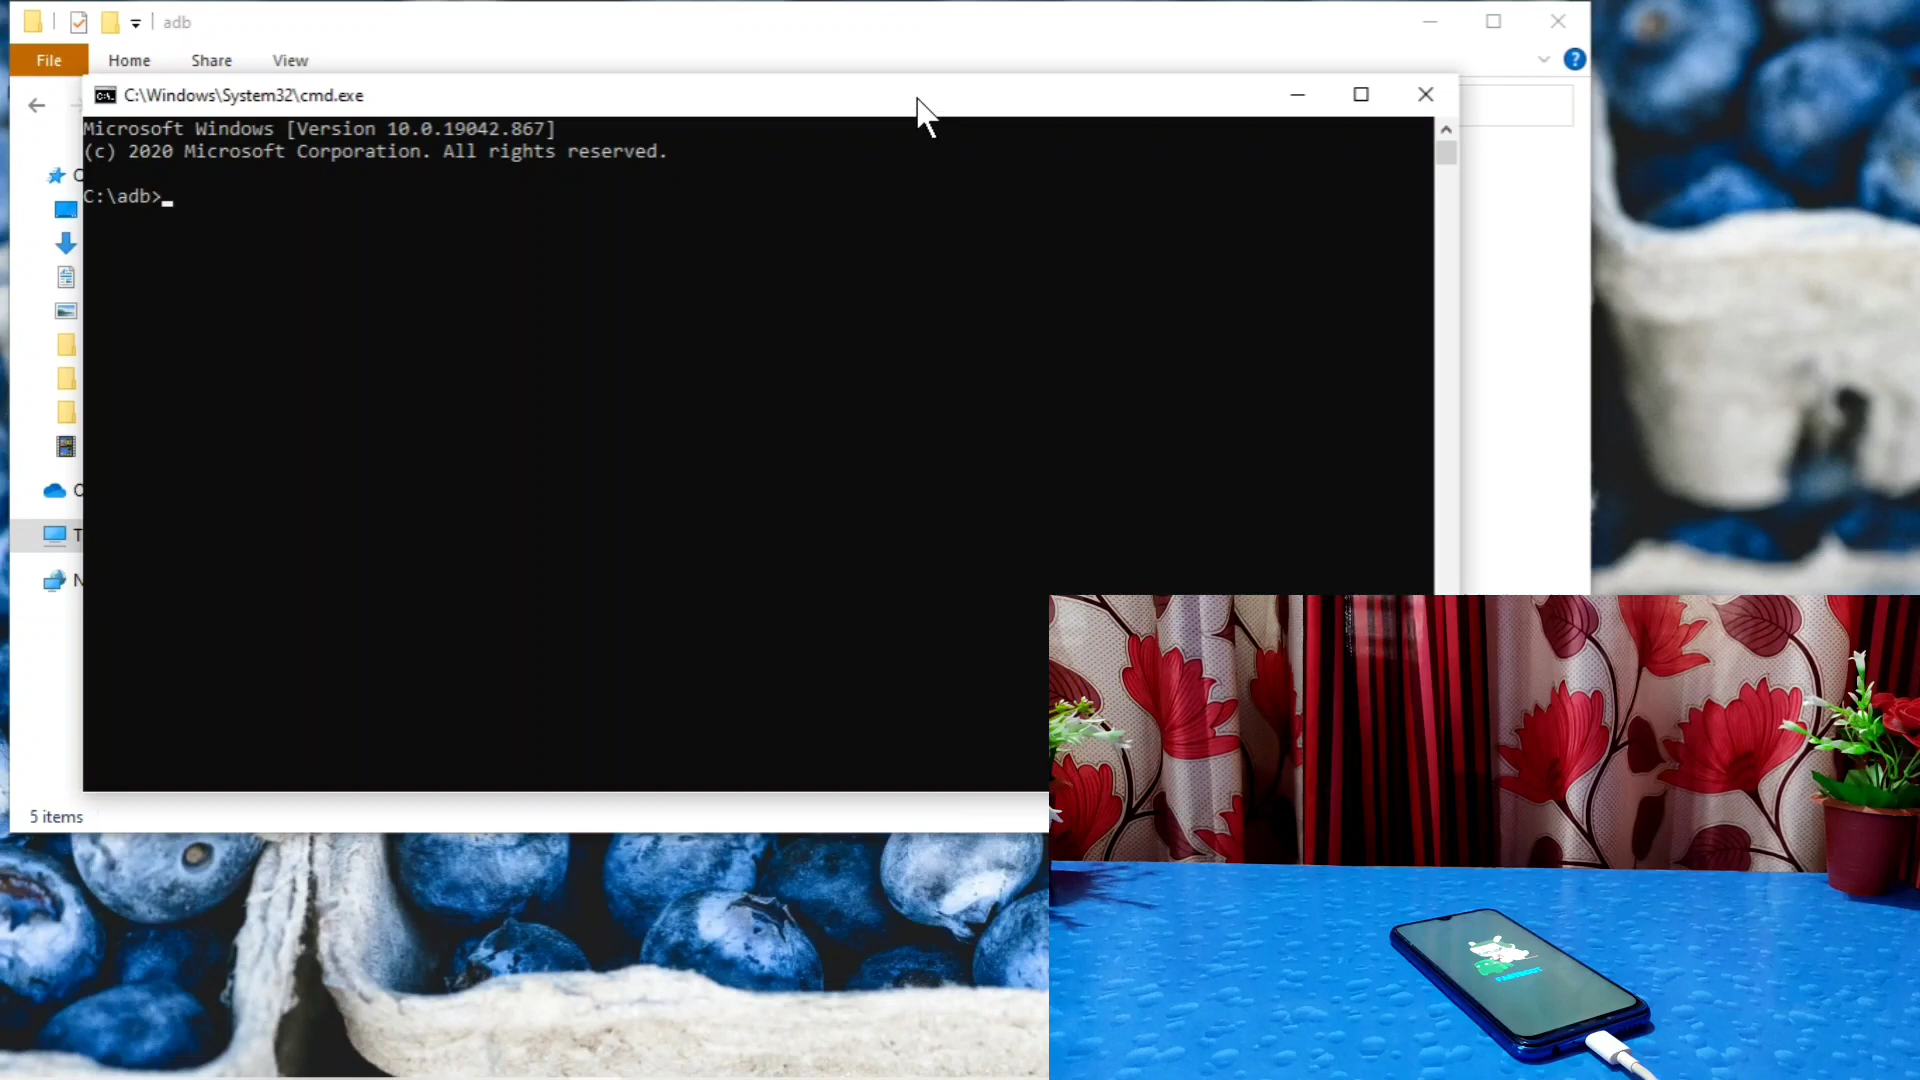 adb
File Home Share View
C:\Windows\System32\cmd.exe
Microsoft Windows [Version 10.0.19042.867]
(c) 2020 Microsoft Corporation. All rights reserved.
C:\adb>
5 items
FASTBOOT